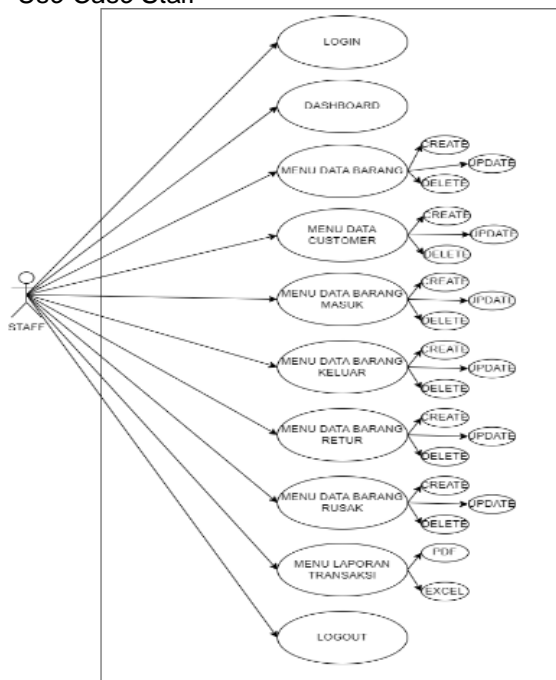 Use Case Staff
LOGIN
DASHBOARD
MENU DATA BARANG
CREATE
UPDATE
DELETE
MENU DATA
CUSTOMER
CREATE
UPDATE
DELETE
MENU DATA BARANG
MASUK
CREATE
UPDATE
DELETE
STAFF
MENU DATA BARANG
KELUAR
CREATE
UPDATE
DELETE
MENU DATA BARANG
RETUR
CREATE
UPDATE
DELETE
MENU DATA BARANG
RUSAK
CREATE
UPDATE
DELETE
MENU LAPORAN
TRANSAKSI
PDF
EXCEL
LOGOUT